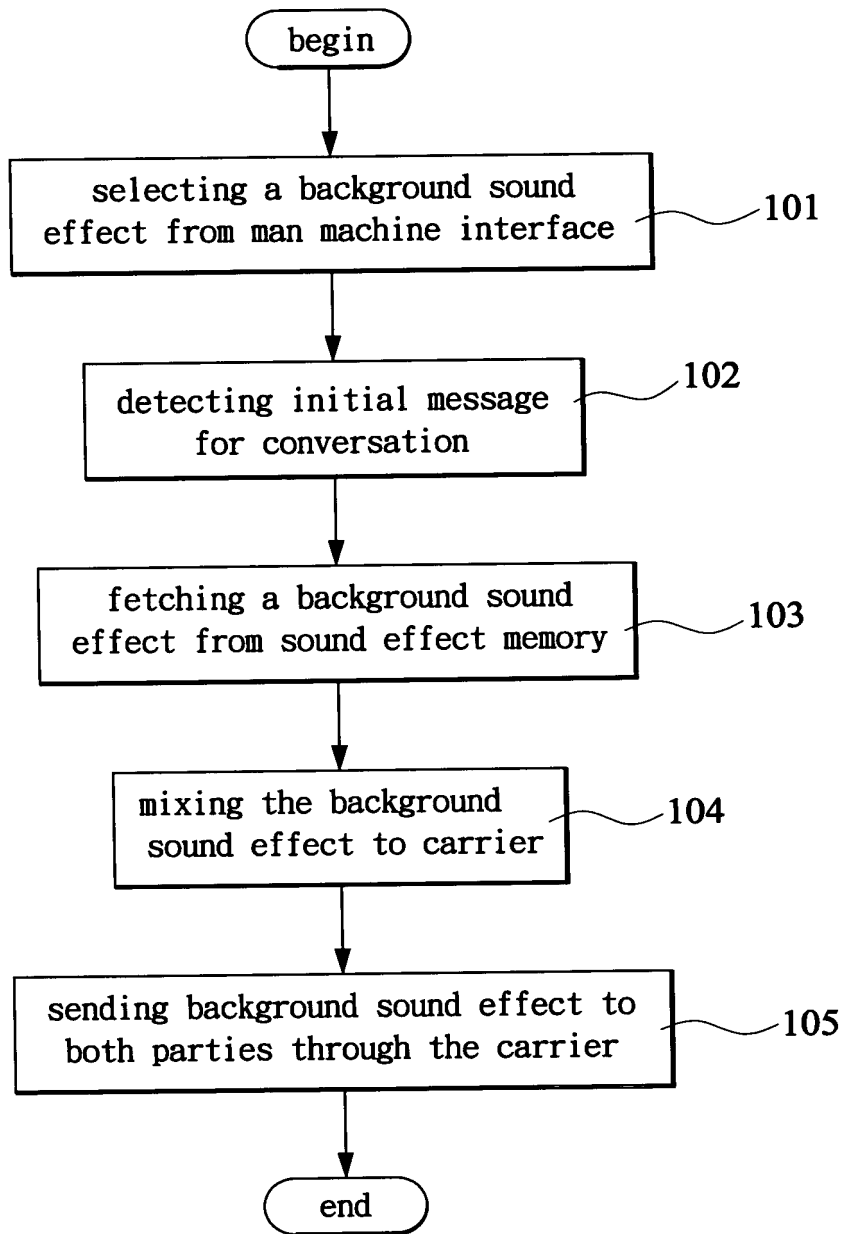 begin
selecting a background sound
effect from man machine interface
101
detecting initial message
for conversation
102
fetching a background sound
effect from sound effect memory
103
mixing the background
sound effect to carrier
104
sending background sound effect to
both parties through the carrier
105
end